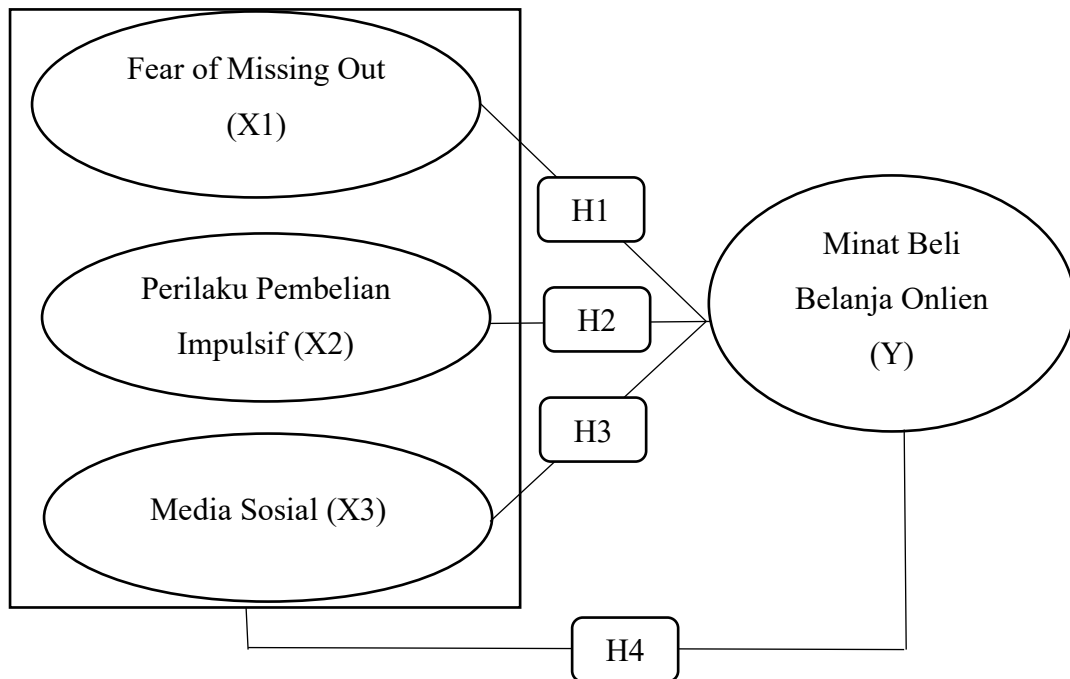 Fear of Missing Out
(X1)
H1
Perilaku Pembelian
Impulsif (X2)
H2
Minat Beli
Belanja Onlien
(Y)
H3
Media Sosial (X3)
H4